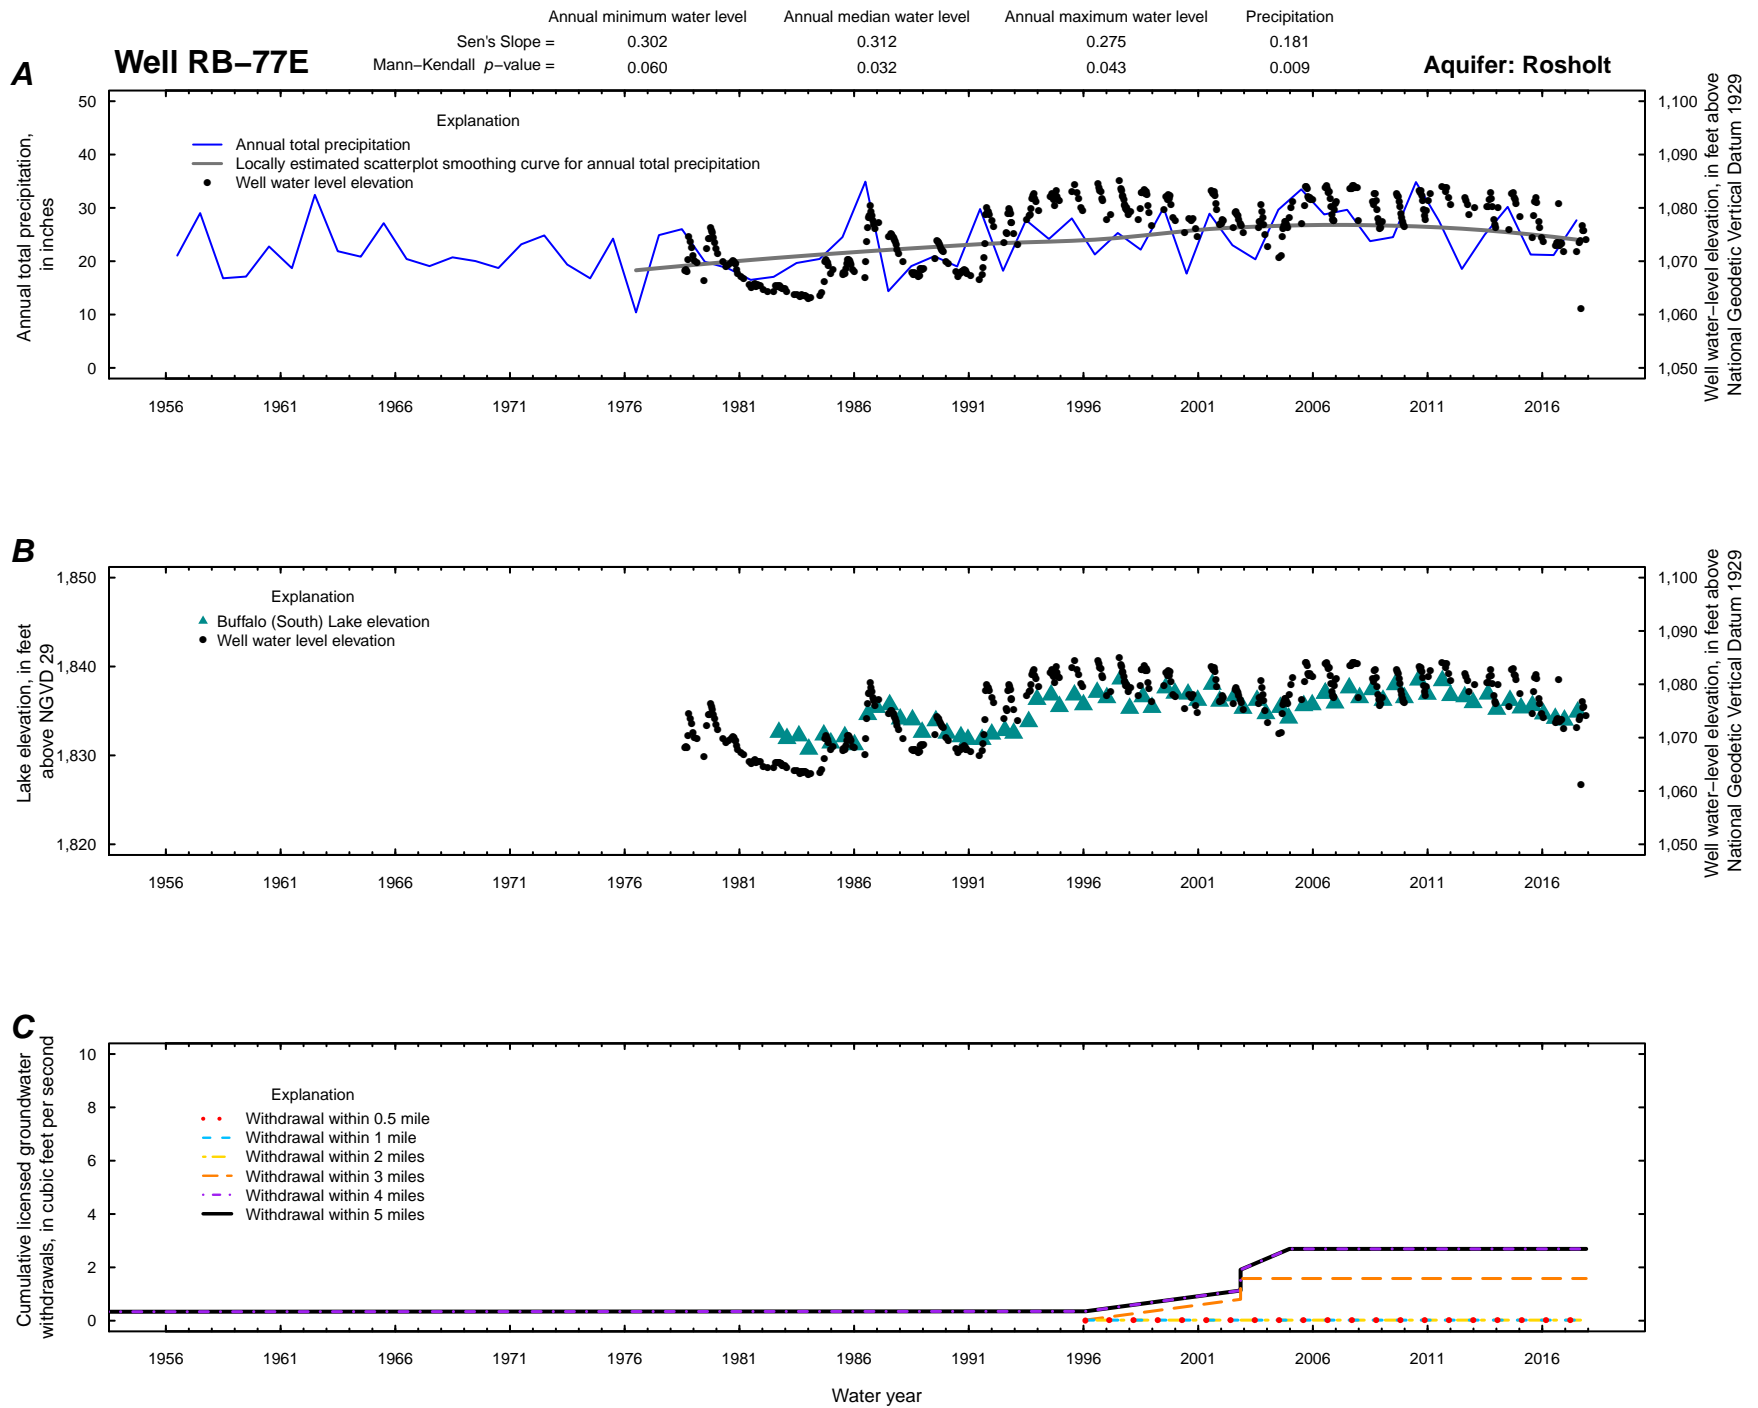 Annual minimum water level Annual median water level Annual maximum water level Precipitation
Sen's Slope = 0.302 0.312 0.275 0.181
Mann−Kendall p−value = 0.060 0.032 0.043 0.009
Well RB−77E
Aquifer: Rosholt
A
Annual total precipitation,
in inches
50
40
30
20
10
0
Explanation
Annual total precipitation
Locally estimated scatterplot smoothing curve for annual total precipitation
Well water level elevation
1,100
1,090
1,080
1,070
1,060
1,050
Well water−level elevation, in feet above
National Geodetic Vertical Datum 1929
1956 1961 1966 1971 1976 1981 1986 1991 1996 2001 2006 2011 2016
B
Lake elevation, in feet
above NGVD 29
1,850
1,840
1,830
1,820
Explanation
Buffalo (South) Lake elevation
Well water level elevation
1,100
1,090
1,080
1,070
1,060
1,050
Well water−level elevation, in feet above
National Geodetic Vertical Datum 1929
1956 1961 1966 1971 1976 1981 1986 1991 1996 2001 2006 2011 2016
C
Cumulative licensed groundwater
withdrawals, in cubic feet per second
10
8
6
4
2
0
Explanation
Withdrawal within 0.5 mile
Withdrawal within 1 mile
Withdrawal within 2 miles
Withdrawal within 3 miles
Withdrawal within 4 miles
Withdrawal within 5 miles
1956 1961 1966 1971 1976 1981 1986 1991 1996 2001 2006 2011 2016
Water year